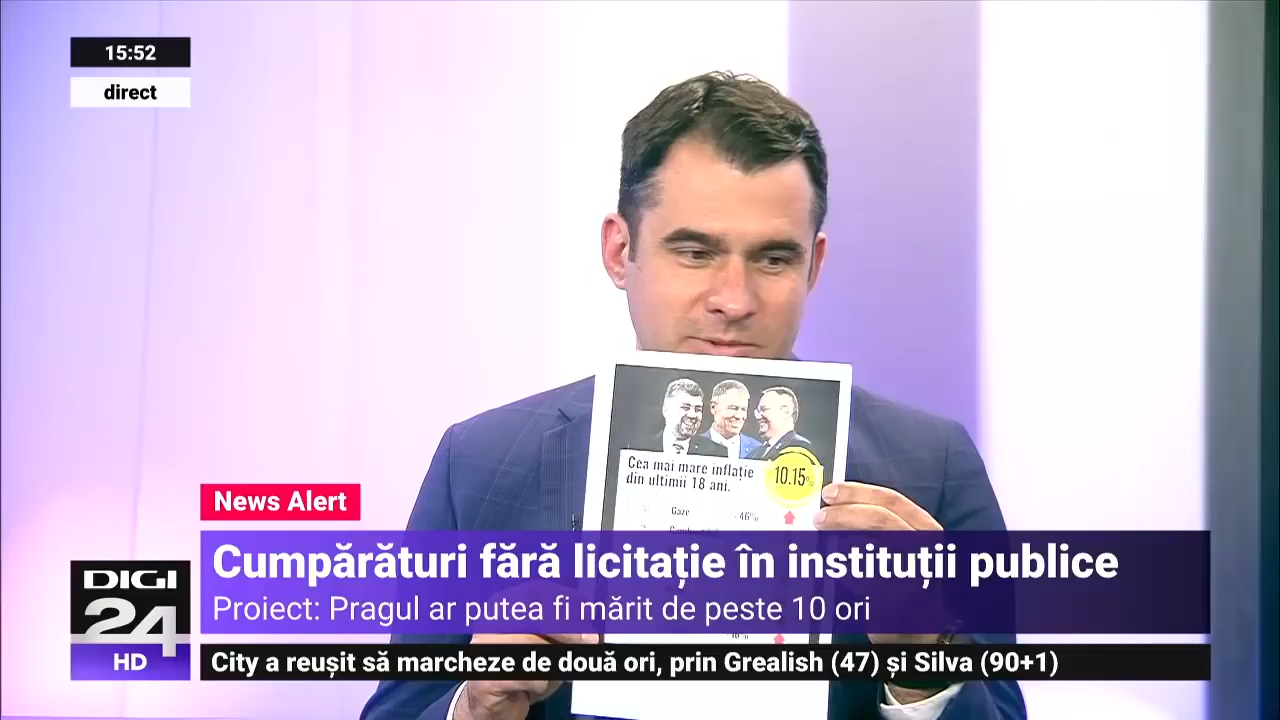 15:52
direct
Cea mai mare inflație
din ultimii 18 ani.
10.15%
Gaze 46%
News Alert
Cumpărături fără licitație în instituții publice
Proiect: Pragul ar putea fi mărit de peste 10 ori
DIGI
24
HD
City a reușit să marcheze de două ori, prin Grealish (47) și Silva (90+1)